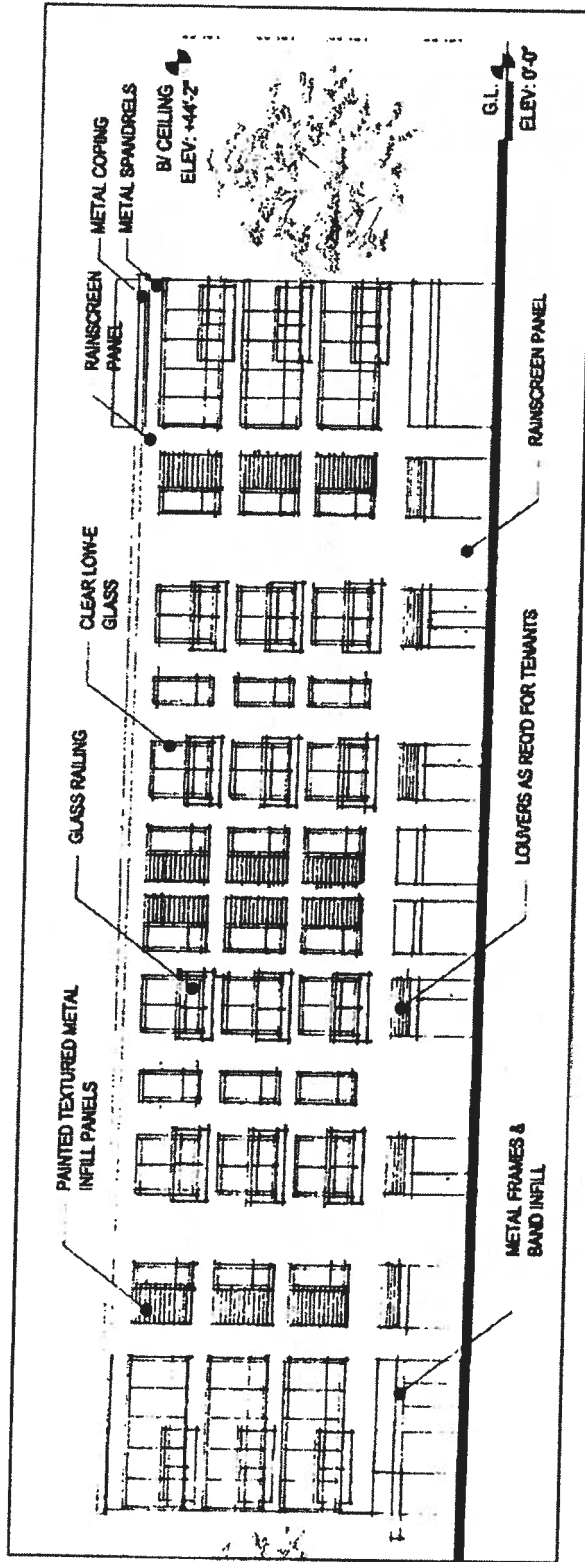 PAINTED TEXTURED METAL
INFILL PANELS
GLASS RAILING
CLEAR LOW-E
GLASS
RAINSCREEN
PANEL
METAL COPING
METAL SPANDRELS
B/ CEILING
ELEV: +44'-2"
G.L.
ELEV: 0'-0"
METAL FRAMES &
BAND INFILL
LOUVERS AS REQ'D FOR TENANTS
RAINSCREEN PANEL